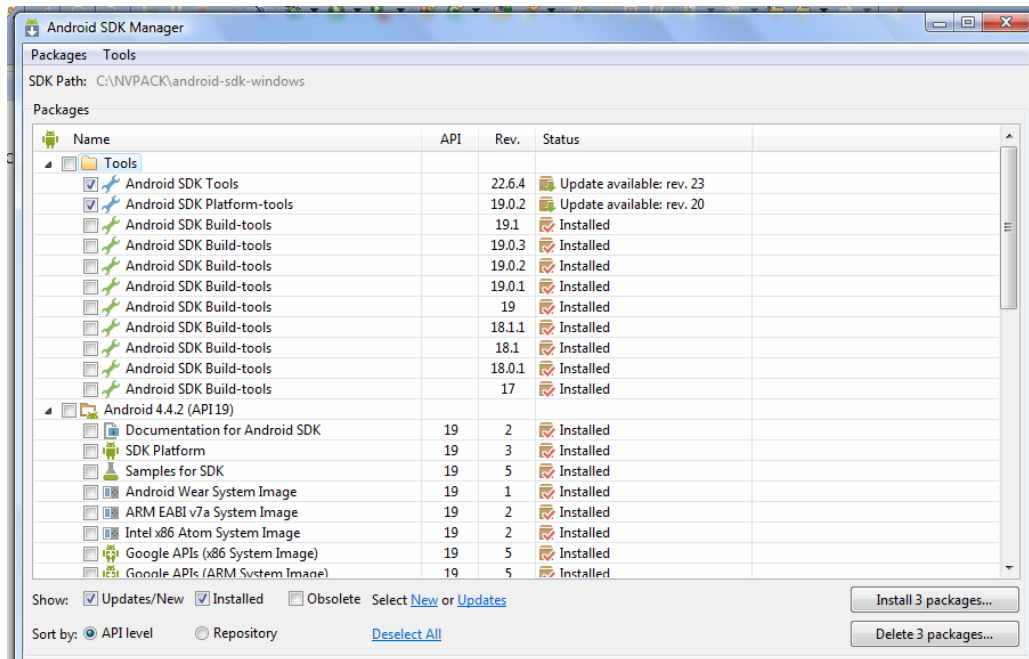 Android SDK Manager
Packages Tools
SDK Path: C:\NVPACK\android-sdk-windows
Packages
Name API Rev. Status
Tools
Android SDK Tools 22.6.4 Update available: rev. 23
Android SDK Platform-tools 19.0.2 Update available: rev. 20
Android SDK Build-tools 19.1 Installed
Android SDK Build-tools 19.0.3 Installed
Android SDK Build-tools 19.0.2 Installed
Android SDK Build-tools 19.0.1 Installed
Android SDK Build-tools 19 Installed
Android SDK Build-tools 18.1.1 Installed
Android SDK Build-tools 18.1 Installed
Android SDK Build-tools 18.0.1 Installed
Android SDK Build-tools 17 Installed
Android 4.4.2 (API 19)
Documentation for Android SDK 19 2 Installed
SDK Platform 19 3 Installed
Samples for SDK 19 5 Installed
Android Wear System Image 19 1 Installed
ARM EABI v7a System Image 19 2 Installed
Intel x86 Atom System Image 19 2 Installed
Google APIs (x86 System Image) 19 5 Installed
Google APIs (ARM System Image) 19 5 Installed
Show: Updates/New Installed Obsolete Select New or Updates Install 3 packages...
Sort by: API level Repository Deselect All Delete 3 packages...